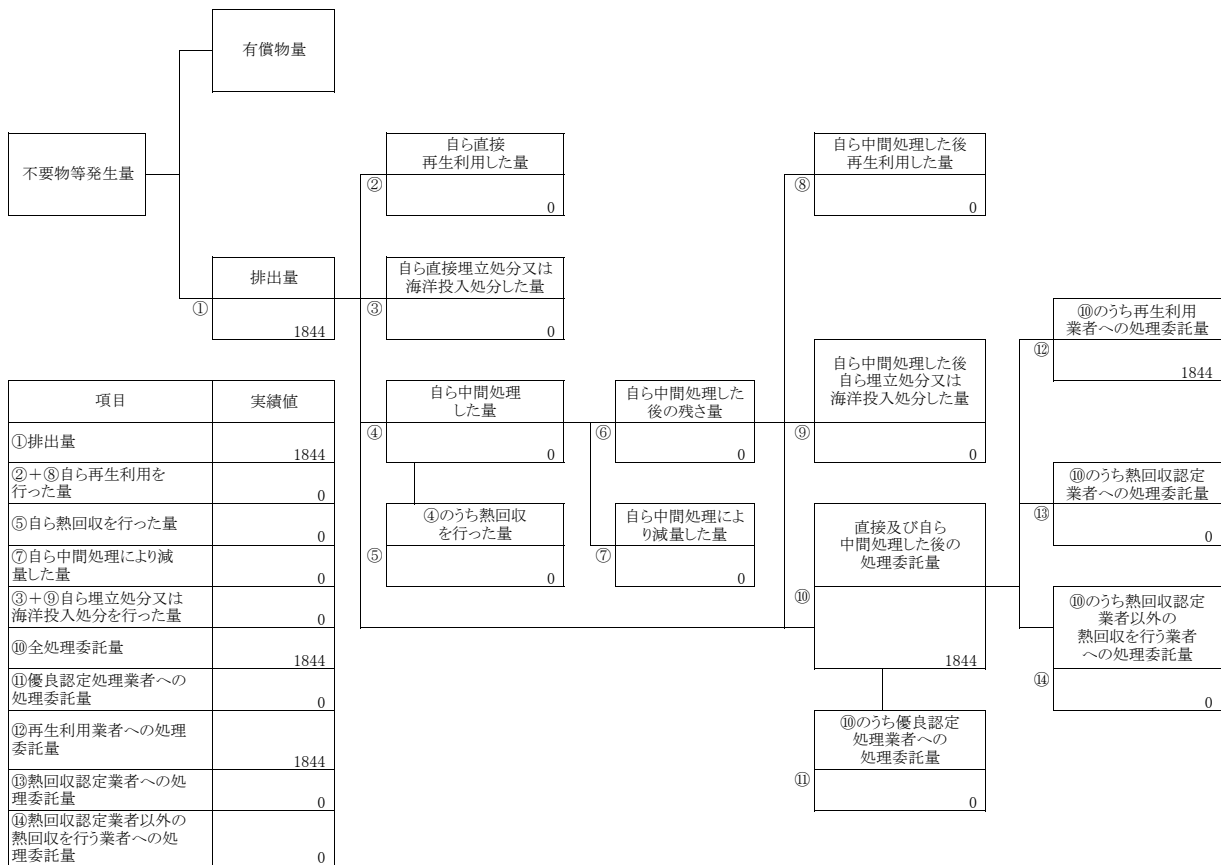 有償物量
不要物等発生量
排出量
①
1844
自ら直接
再生利用した量
②
0
自ら直接埋立処分又は
海洋投入処分した量
③
0
自ら中間処理
した量
④
0
④のうち熱回収
を行った量
⑤
0
自ら中間処理した
後の残さ量
⑥
0
自ら中間処理によ
り減量した量
⑦
0
自ら中間処理した後
再生利用した量
⑧
0
自ら中間処理した後
自ら埋立処分又は
海洋投入処分した量
⑨
0
直接及び自ら
中間処理した後の
処理委託量
⑩
1844
⑩のうち優良認定
処理業者への
処理委託量
⑪
0
⑩のうち再生利用
業者への処理委託量
⑫
1844
⑩のうち熱回収認定
業者への処理委託量
⑬
0
⑩のうち熱回収認定
業者以外の
熱回収を行う業者
への処理委託量
⑭
0
項目 実績値
①排出量 1844
②+⑧自ら再生利用を
行った量 0
⑤自ら熱回収を行った量 0
⑦自ら中間処理により減
量した量 0
③+⑨自ら埋立処分又は
海洋投入処分を行った量 0
⑩全処理委託量 1844
⑪優良認定処理業者への
処理委託量 0
⑫再生利用業者への処理
委託量 1844
⑬熱回収認定業者への処
理委託量 0
⑭熱回収認定業者以外の
熱回収を行う業者への処
理委託量 0